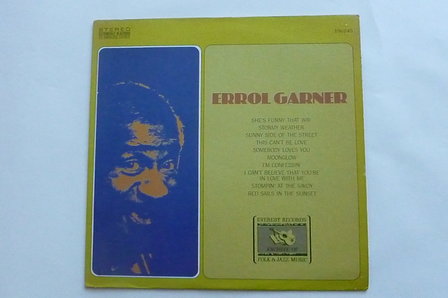 STEREO
ERROL GARNER
SHE'S FUNNY THAT WAY
STORMY WEATHER
SUNNY SIDE OF THE STREET
THIS CAN'T BE LOVE
SOMEBODY LOVES YOU
MOONGLOW
I'M CONFESSIN'
I CAN'T BELIEVE THAT YOU'RE
IN LOVE WITH ME
STOMPIN' AT THE SAVOY
RED SAILS IN THE SUNSET
EVEREST RECORDS
ARCHIVE OF
FOLK & JAZZ MUSIC